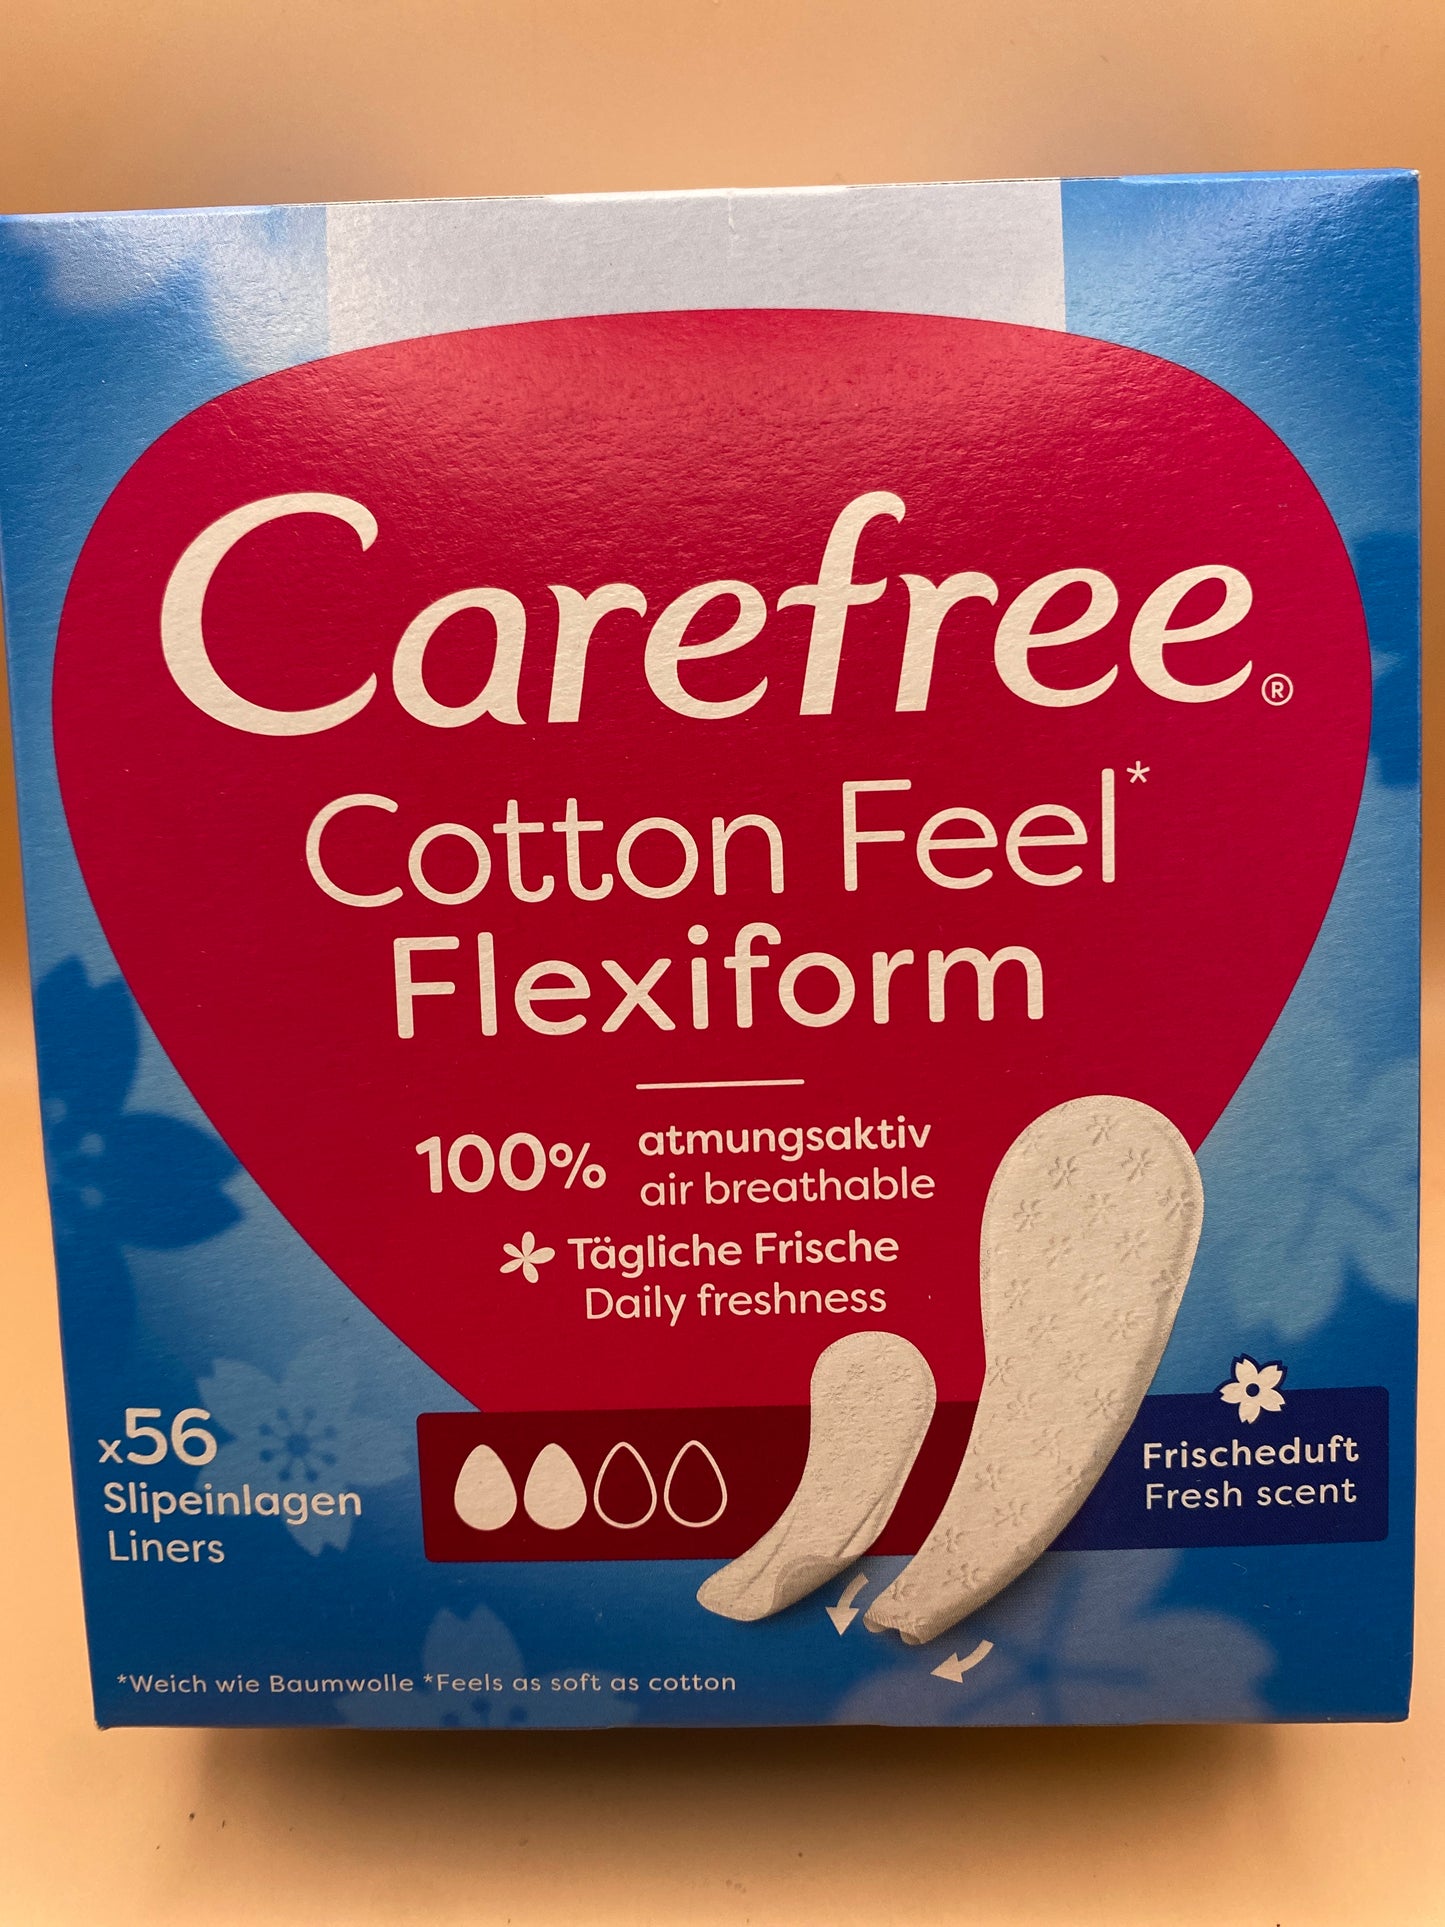 Carefree®
Cotton Feel*
Flexiform
100% atmungsaktiv
air breathable
Tägliche Frische
Daily freshness
x56
Slipeinlagen
Liners
Frischeduft
Fresh scent
*Weich wie Baumwolle *Feels as soft as cotton